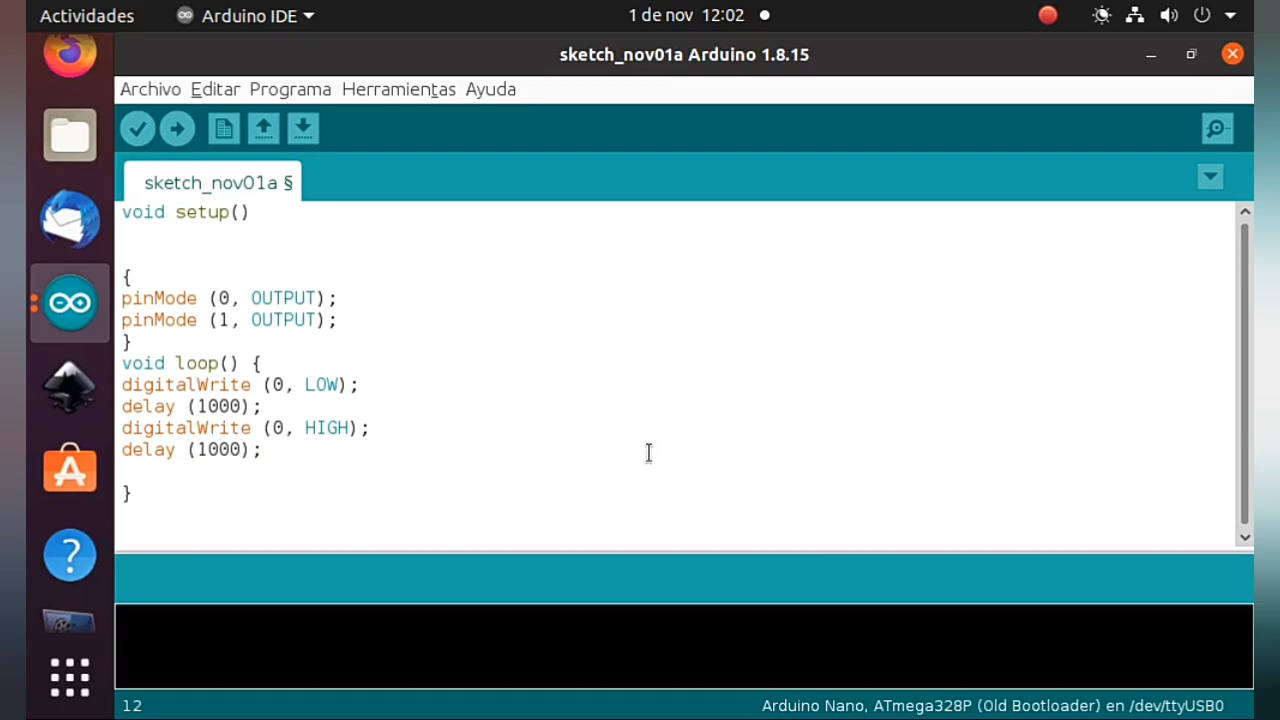 Actividades
Arduino IDE
1 de nov 12:02
sketch_nov01a Arduino 1.8.15
Archivo Editar Programa Herramientas Ayuda
sketch_nov01a §
void setup()
{
pinMode (0, OUTPUT);
pinMode (1, OUTPUT);
}
void loop() {
digitalWrite (0, LOW);
delay (1000);
digitalWrite (0, HIGH);
delay (1000);
}
12
Arduino Nano, ATmega328P (Old Bootloader) en /dev/ttyUSB0